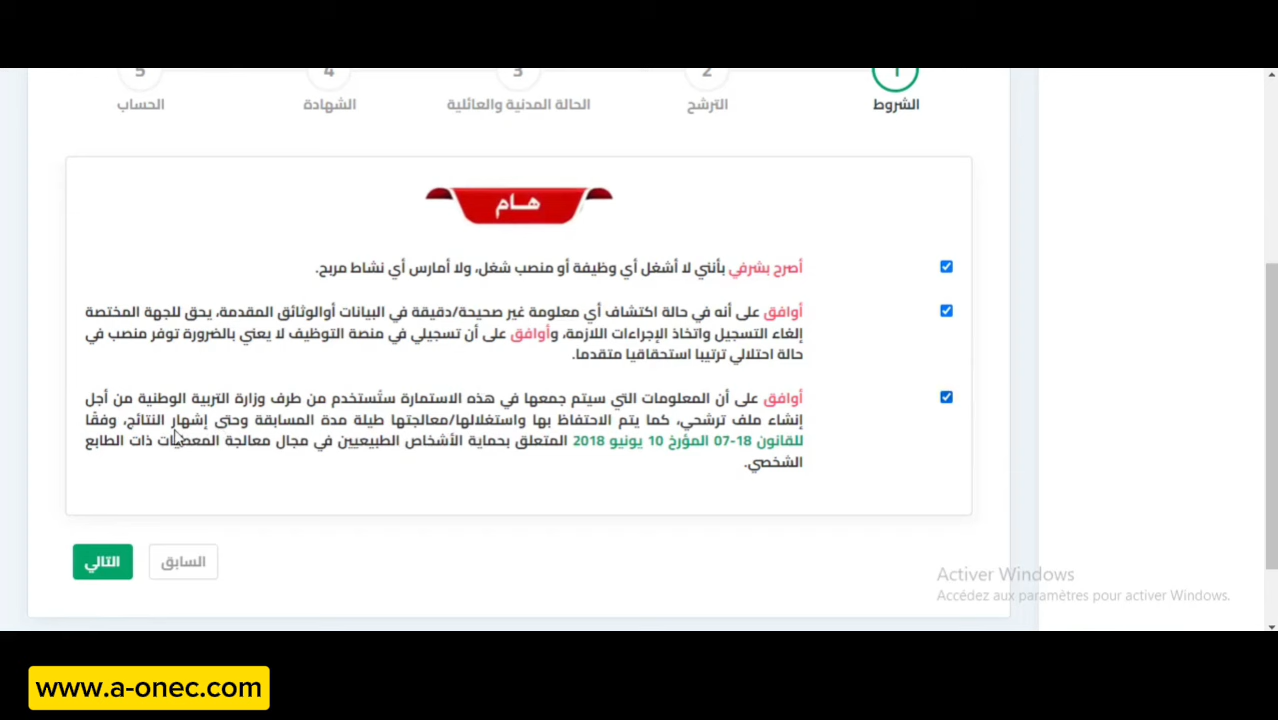 1 2 3 4 5
الشروط الترشح الحالة المدنية والعائلية الشهادة الحساب
هـام
أصرح بشرفي بأنني لا أشغل أي وظيفة أو منصب شغل، ولا أمارس أي نشاط مربح.
أوافق على أنه في حالة اكتشاف أي معلومة غير صحيحة/دقيقة في البيانات أوالوثائق المقدمة، يحق للجهة المختصة
إلغاء التسجيل واتخاذ الإجراءات اللازمة، وأوافق على أن تسجيلي في منصة التوظيف لا يعني بالضرورة توفر منصب في
حالة احتلالي ترتيبا استحقاقيا متقدما.
أوافق على أن المعلومات التي سيتم جمعها في هذه الاستمارة ستُستخدم من طرف وزارة التربية الوطنية من أجل
إنشاء ملف ترشحي، كما يتم الاحتفاظ بها واستغلالها/معالجتها طيلة مدة المسابقة وحتى إشهار النتائج، وفقًا
للقانون 18-07 المؤرخ 10 يونيو 2018 المتعلق بحماية الأشخاص الطبيعيين في مجال معالجة المعطيات ذات الطابع
الشخصي.
السابق التالي
Activer Windows
Accédez aux paramètres pour activer Windows.
www.a-onec.com